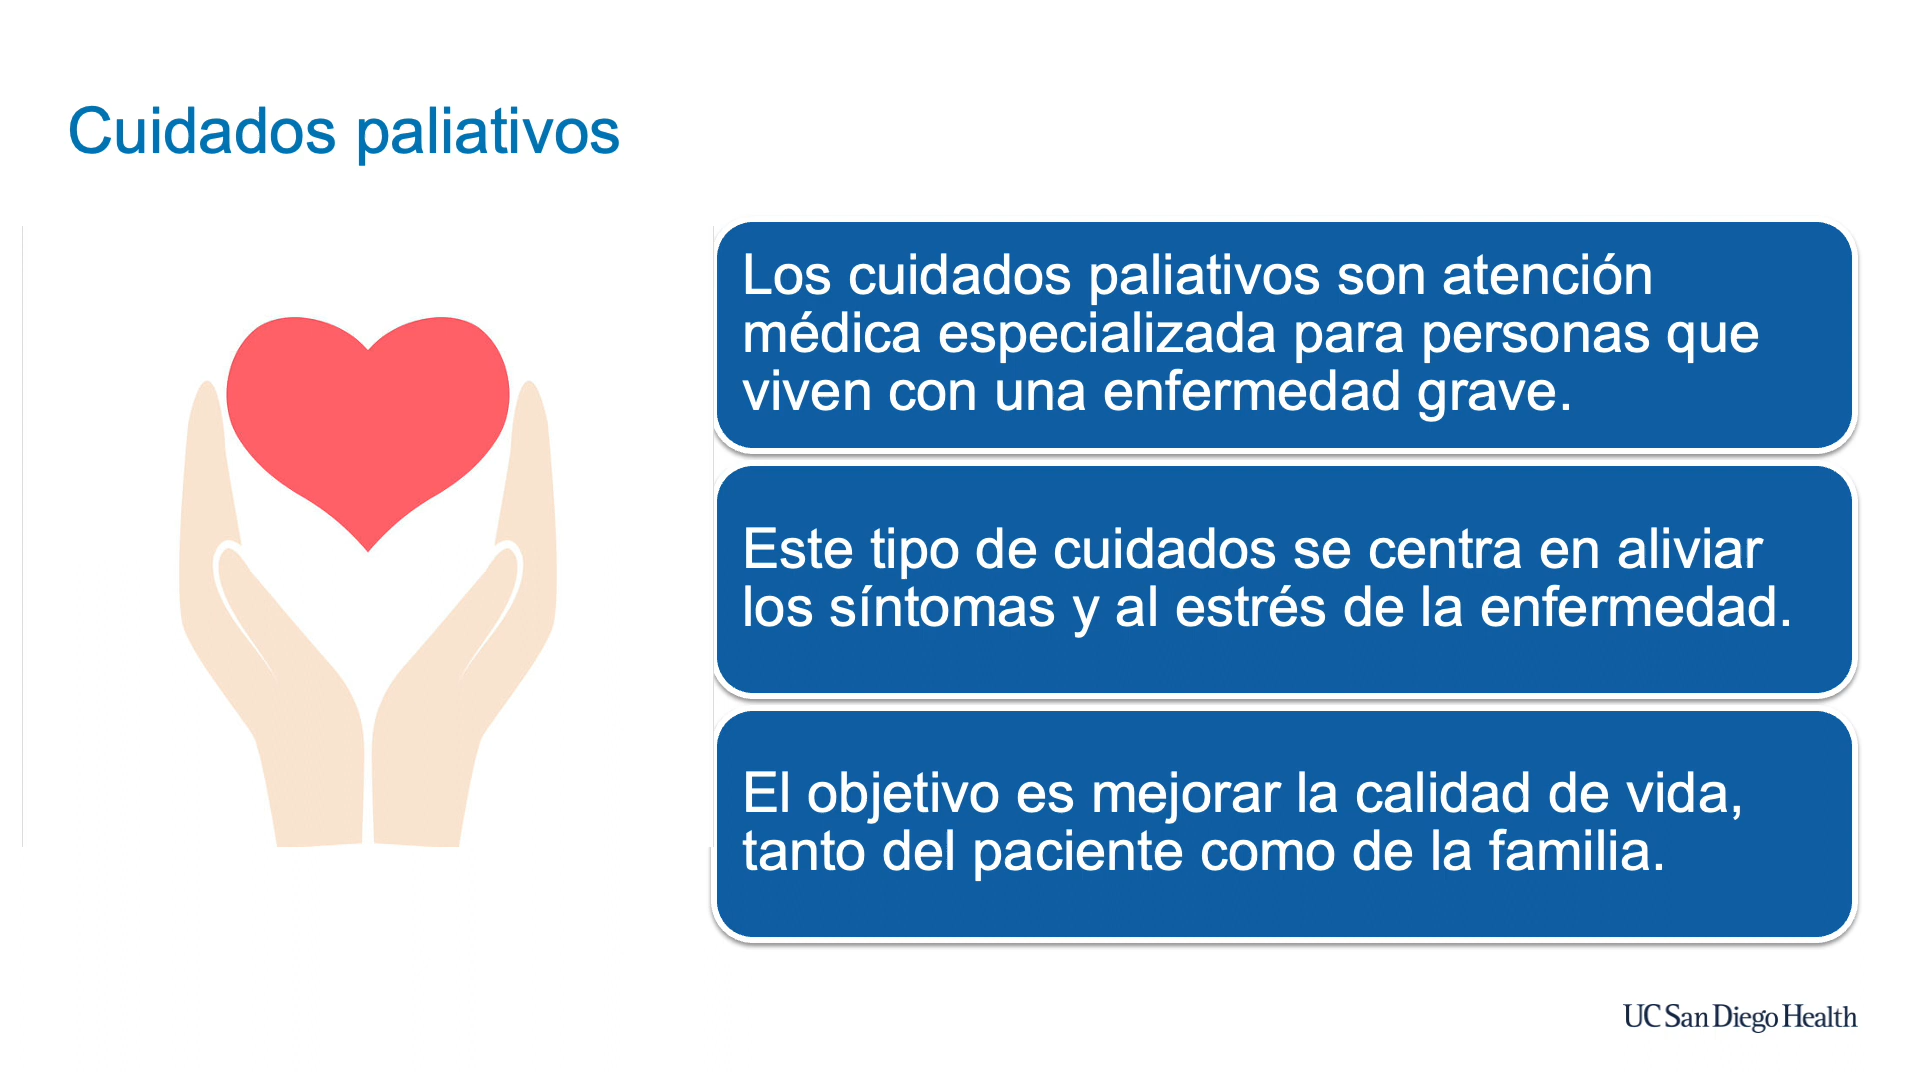 Cuidados paliativos
Los cuidados paliativos son atención
médica especializada para personas que
viven con una enfermedad grave.
Este tipo de cuidados se centra en aliviar
los síntomas y al estrés de la enfermedad.
El objetivo es mejorar la calidad de vida,
tanto del paciente como de la familia.
UC San Diego Health